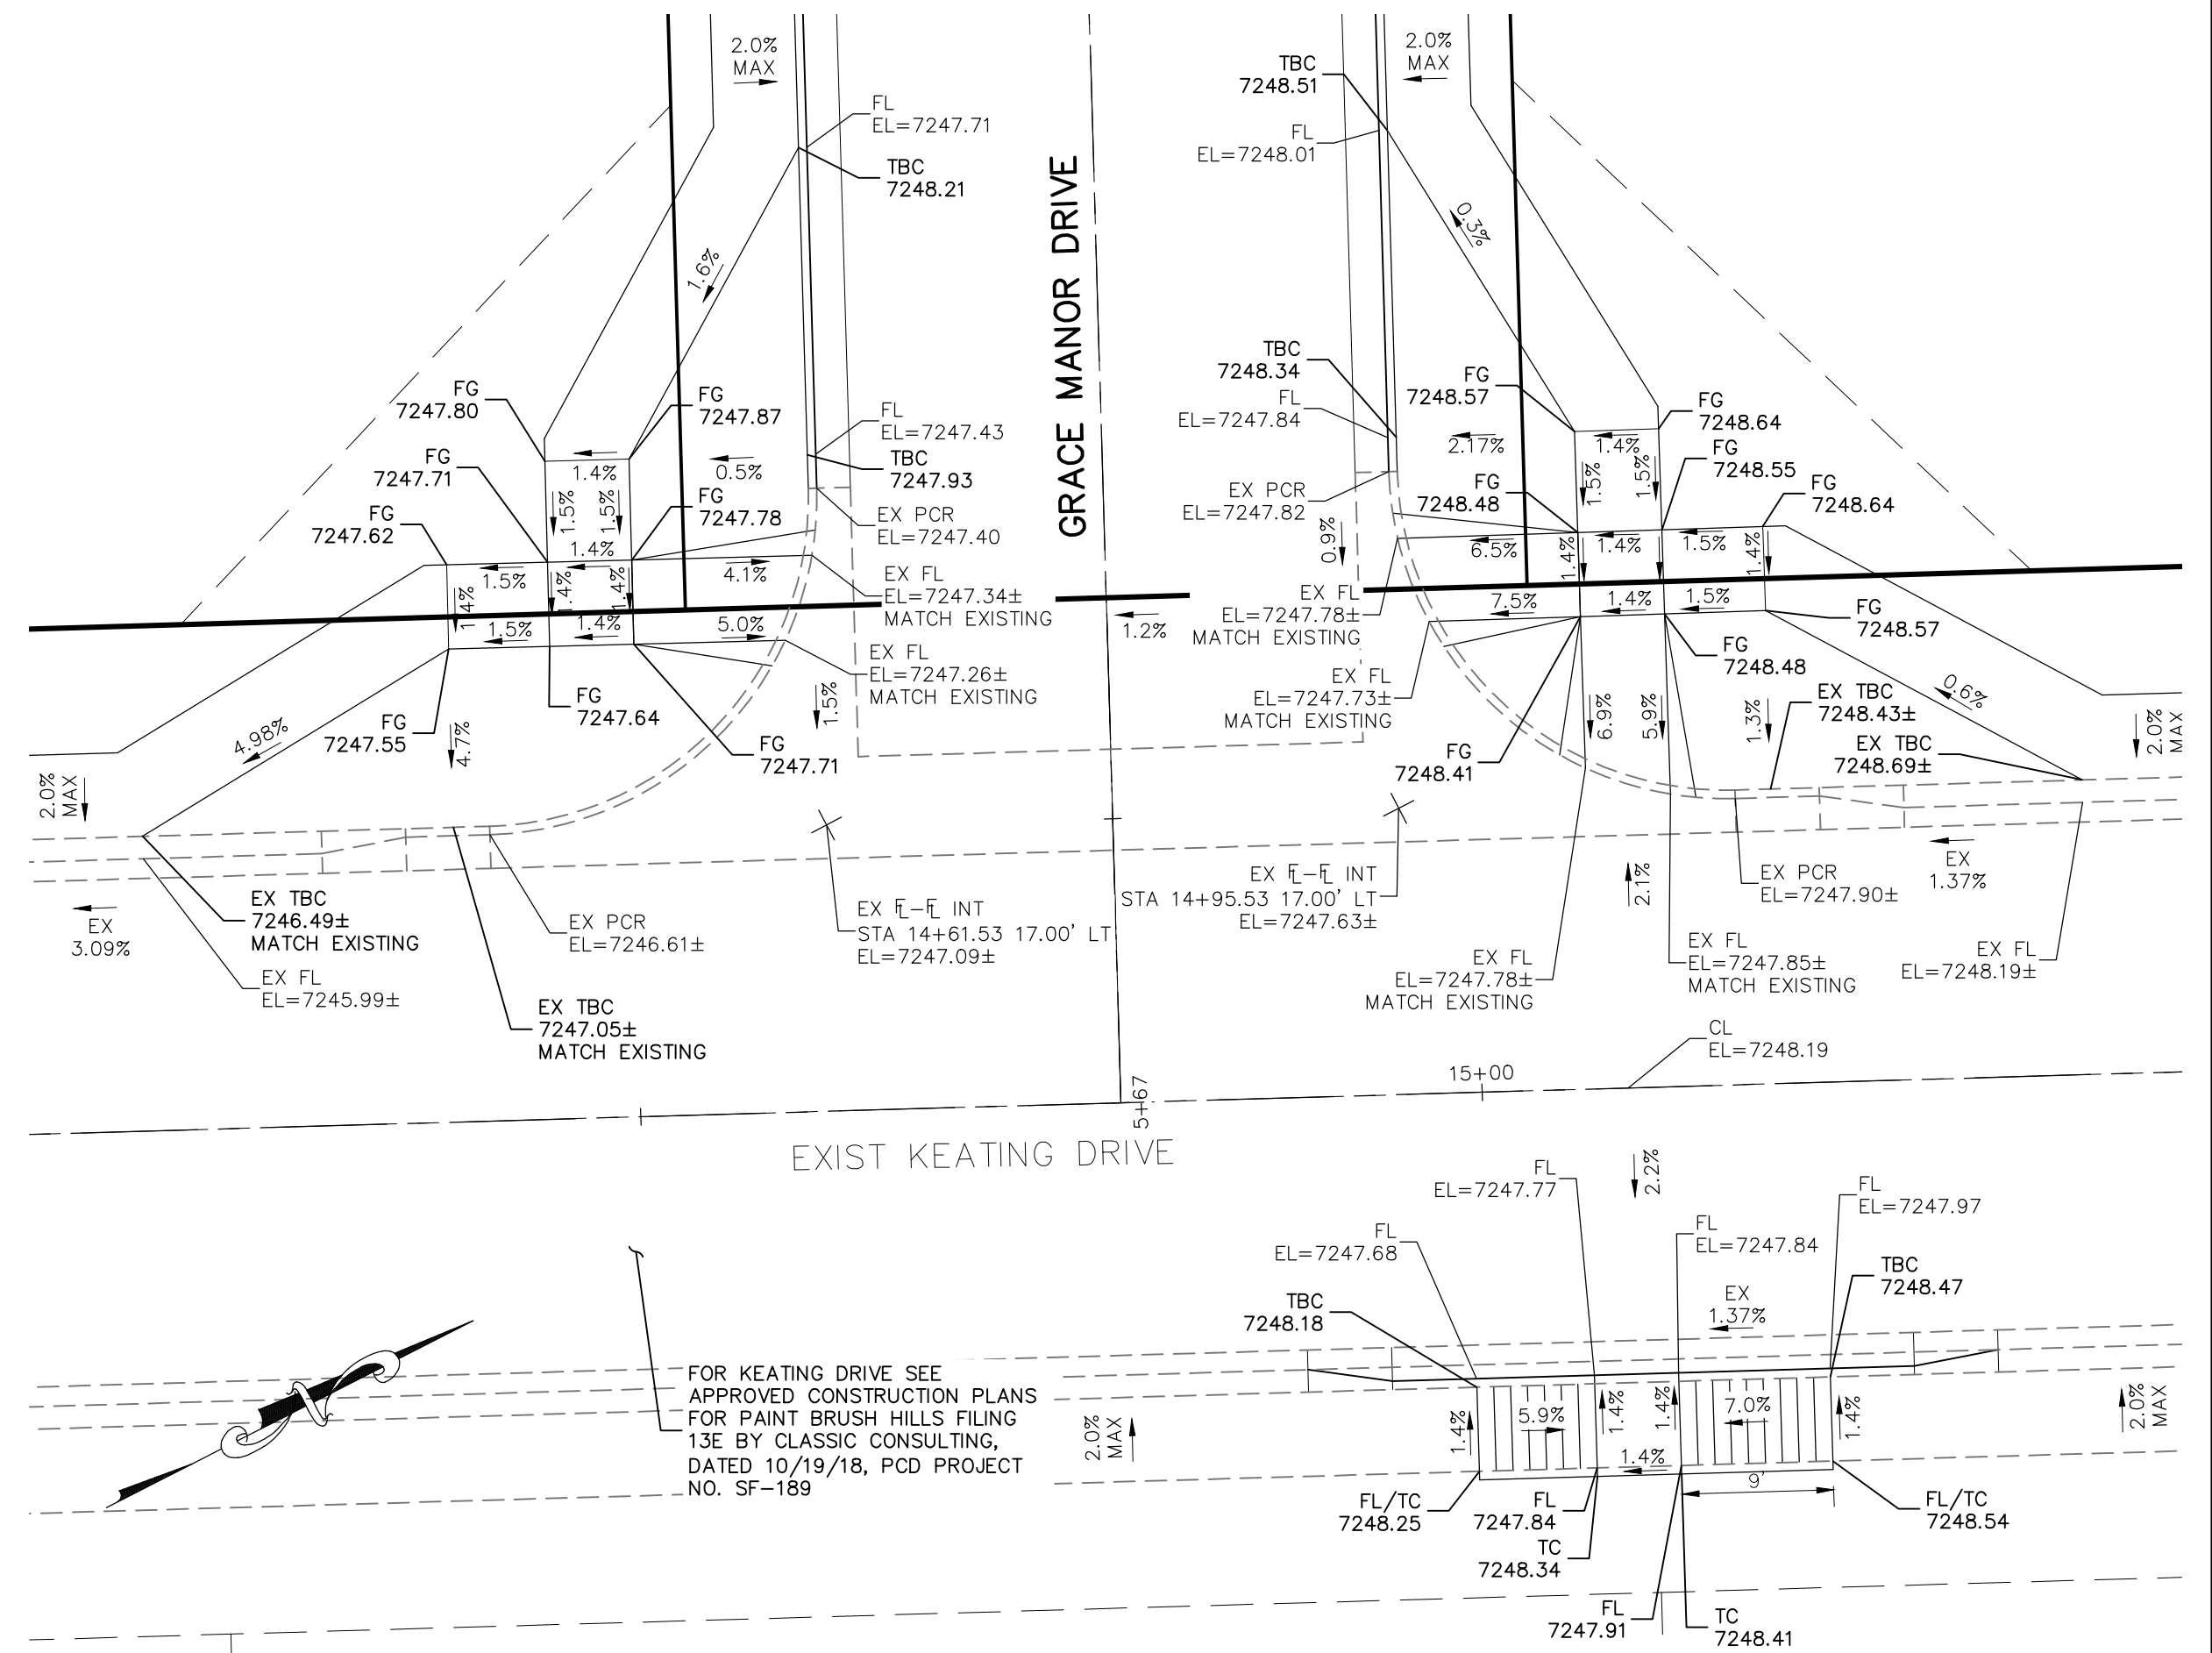 2.0%
MAX
FL
EL=7247.71
TBC
7248.21
1.6%
FG
7247.80
FG
7247.87
FG
7247.71
1.4%
0.5%
FL
EL=7247.43
TBC
7247.93
FG
7247.62
1.5%
1.5%
FG
7247.78
EX PCR
EL=7247.40
1.4%
1.5%
1.4%
1.4%
1.4%
4.1%
EX FL
EL=7247.34±
MATCH EXISTING
1.5%
1.4%
5.0%
EX FL
EL=7247.26±
MATCH EXISTING
FG
7247.55
FG
7247.64
FG
7247.71
4.98%
4.7%
1.5%
2.0%
MAX
EX
3.09%
EX TBC
7246.49±
MATCH EXISTING
EX FL
EL=7245.99±
EX PCR
EL=7246.61±
EX TBC
7247.05±
MATCH EXISTING
EX FL-FL INT
STA 14+61.53 17.00' LT
EL=7247.09±
GRACE MANOR DRIVE
1.2%
TBC
7248.51
2.0%
MAX
FL
EL=7248.01
0.3%
TBC
7248.34
FL
EL=7247.84
FG
7248.57
FG
7248.64
2.17%
1.4%
FG
7248.55
EX PCR
EL=7247.82
FG
7248.48
1.5%
1.5%
FG
7248.64
0.9%
6.5%
1.4%
1.4%
1.5%
1.4%
EX FL
EL=7247.78±
MATCH EXISTING
7.5%
1.4%
1.5%
FG
7248.57
FG
7248.48
EX FL
EL=7247.73±
MATCH EXISTING
FG
7248.41
6.9%
5.9%
1.3%
EX TBC
7248.43±
0.6%
EX TBC
7248.69±
2.0%
MAX
EX FL-FL INT
STA 14+95.53 17.00' LT
EL=7247.63±
2.1%
EX PCR
EL=7247.90±
EX
1.37%
EX FL
EL=7247.78±
MATCH EXISTING
EX FL
EL=7247.85±
MATCH EXISTING
EX FL
EL=7248.19±
CL
EL=7248.19
15+00
5+67
EXIST KEATING DRIVE
2.2%
FL
EL=7247.77
FL
EL=7247.97
FL
EL=7247.68
FL
EL=7247.84
TBC
7248.47
TBC
7248.18
EX
1.37%
FOR KEATING DRIVE SEE
APPROVED CONSTRUCTION PLANS
FOR PAINT BRUSH HILLS FILING
13E BY CLASSIC CONSULTING,
DATED 10/19/18, PCD PROJECT
NO. SF-189
2.0%
MAX
1.4%
5.9%
1.4%
1.4%
7.0%
1.4%
2.0%
MAX
1.4%
9'
FL/TC
7248.25
FL
7247.84
TC
7248.34
FL/TC
7248.54
FL
7247.91
TC
7248.41